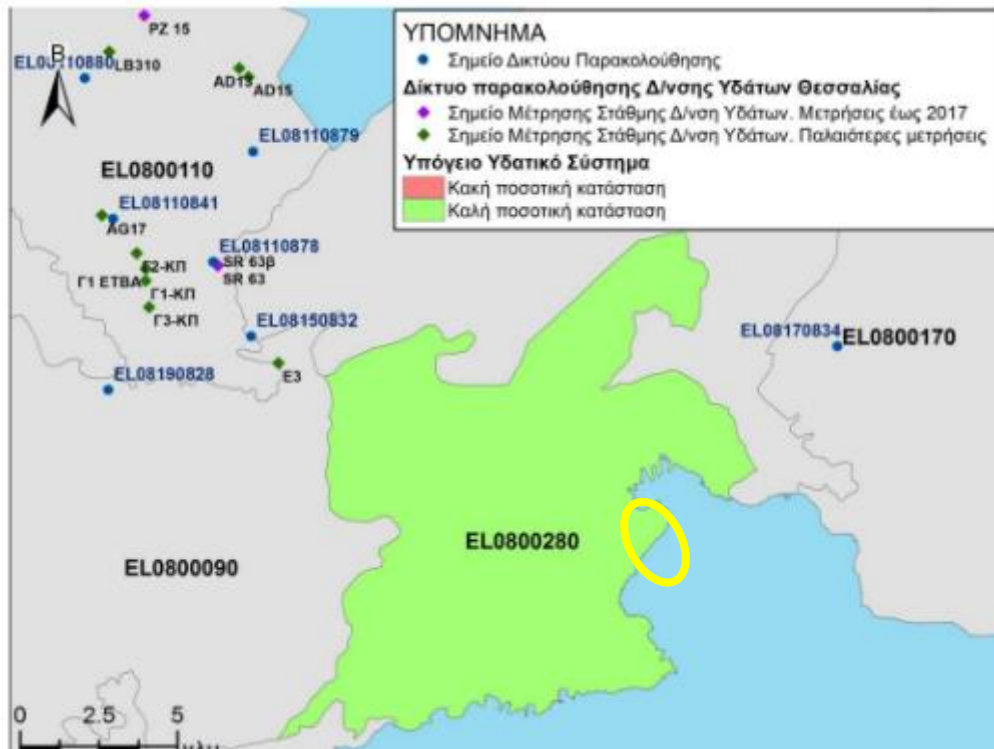 ΥΠΟΜΝΗΜΑ
Σημείο Δικτύου Παρακολούθησης
Δίκτυο παρακολούθησης Δ/νσης Υδάτων Θεσσαλίας
Σημείο Μέτρησης Στάθμης Δ/νση Υδάτων. Μετρήσεις έως 2017
Σημείο Μέτρησης Στάθμης Δ/νση Υδάτων. Παλαιότερες μετρήσεις
Υπόγειο Υδατικό Σύστημα
Κακή ποσοτική κατάσταση
Καλή ποσοτική κατάσταση
PZ 15
Β
LB310
AD13
AD15
EL08110879
EL0800110
EL08110841
AG17
EL08110878
SR 63β
SR 63
Γ2-ΚΠ
Γ1 ΕΤΒΑ
Γ1-ΚΠ
Γ3-ΚΠ
EL08150832
E3
EL08190828
EL08170834
EL0800170
EL0800280
EL0800090
0 2.5 5